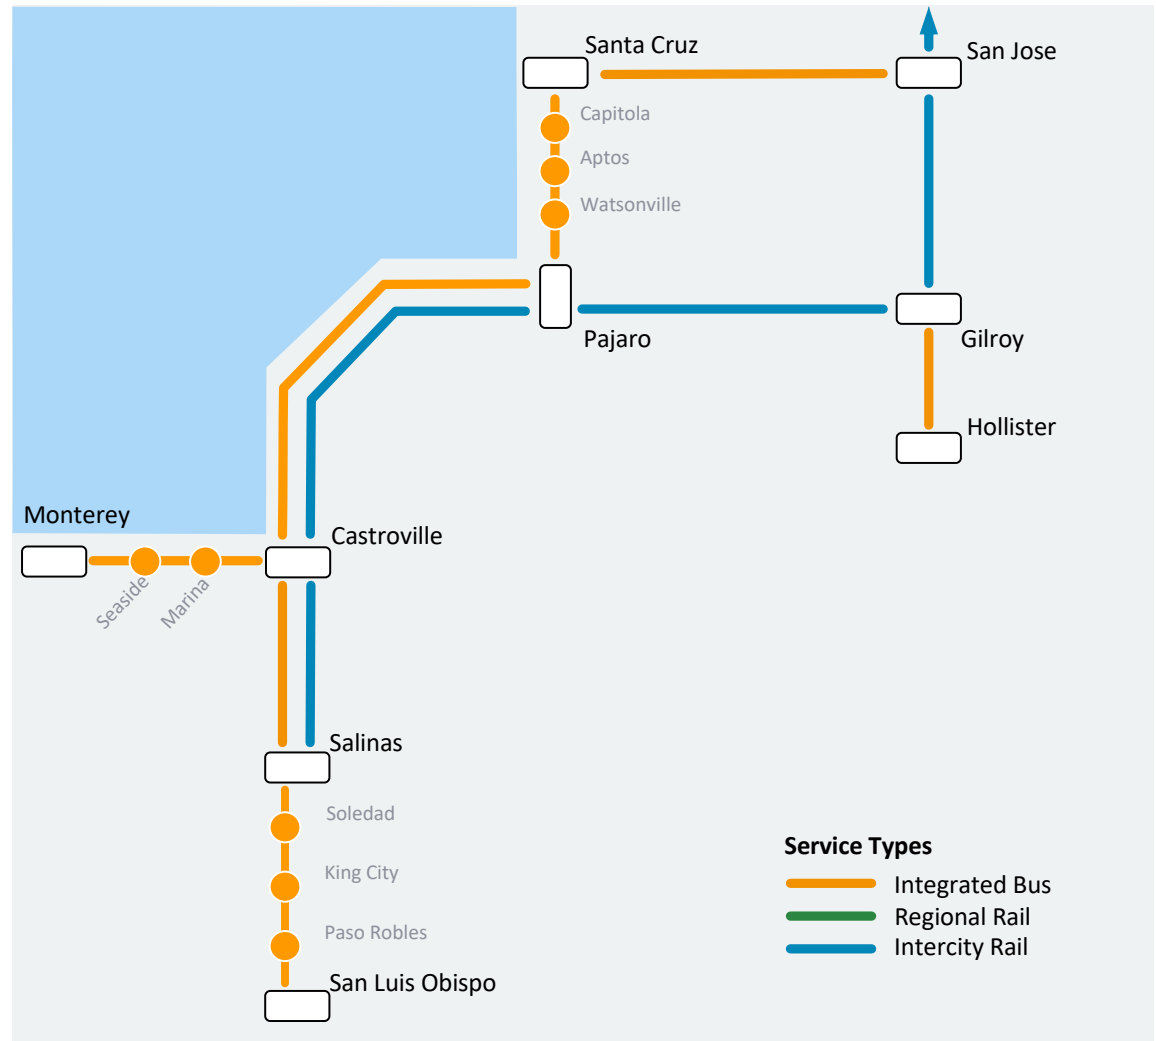 Santa Cruz
San Jose
Capitola
Aptos
Watsonville
Pajaro
Gilroy
Hollister
Monterey
Castroville
Seaside
Marina
Salinas
Soledad
King City
Paso Robles
San Luis Obispo
Service Types
Integrated Bus
Regional Rail
Intercity Rail